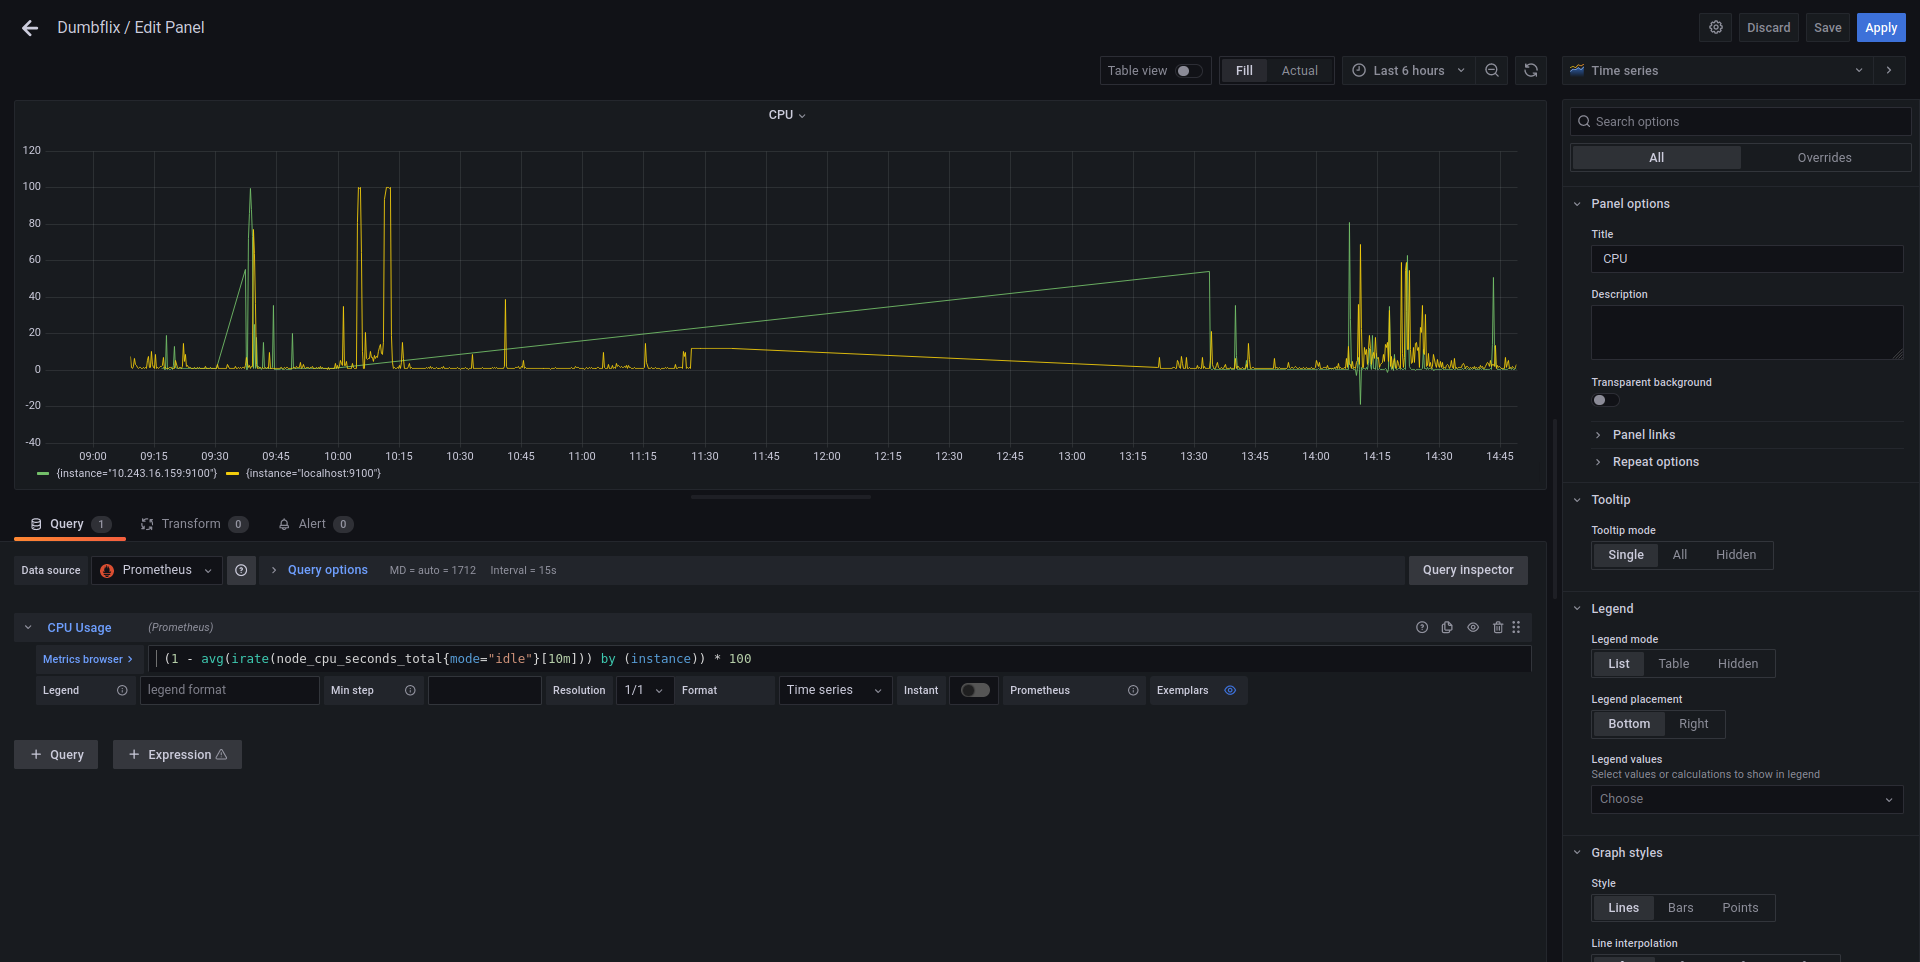 Dumbflix / Edit Panel
Discard
Save
Apply
Table view
Fill
Actual
Last 6 hours
Time series
CPU
120
100
80
60
40
20
0
-20
-40
09:00
09:15
09:30
09:45
10:00
10:15
10:30
10:45
11:00
11:15
11:30
11:45
12:00
12:15
12:30
12:45
13:00
13:15
13:30
13:45
14:00
14:15
14:30
14:45
{instance="10.243.16.159:9100"}
{instance="localhost:9100"}
Query 1
Transform 0
Alert 0
Data source
Prometheus
Query options
MD = auto = 1712
Interval = 15s
Query inspector
CPU Usage
(Prometheus)
Metrics browser >
(1 - avg(irate(node_cpu_seconds_total{mode="idle"}[10m])) by (instance)) * 100
Legend
legend format
Min step
Resolution
1/1
Format
Time series
Instant
Prometheus
Exemplars
+ Query
+ Expression
Search options
All
Overrides
Panel options
Title
CPU
Description
Transparent background
Panel links
Repeat options
Tooltip
Tooltip mode
Single
All
Hidden
Legend
Legend mode
List
Table
Hidden
Legend placement
Bottom
Right
Legend values
Select values or calculations to show in legend
Choose
Graph styles
Style
Lines
Bars
Points
Line interpolation